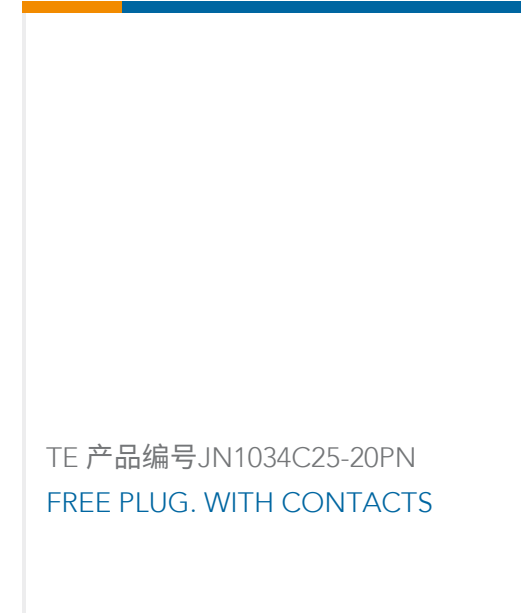 TE 产品编号JN1034C25-20PN
FREE PLUG. WITH CONTACTS